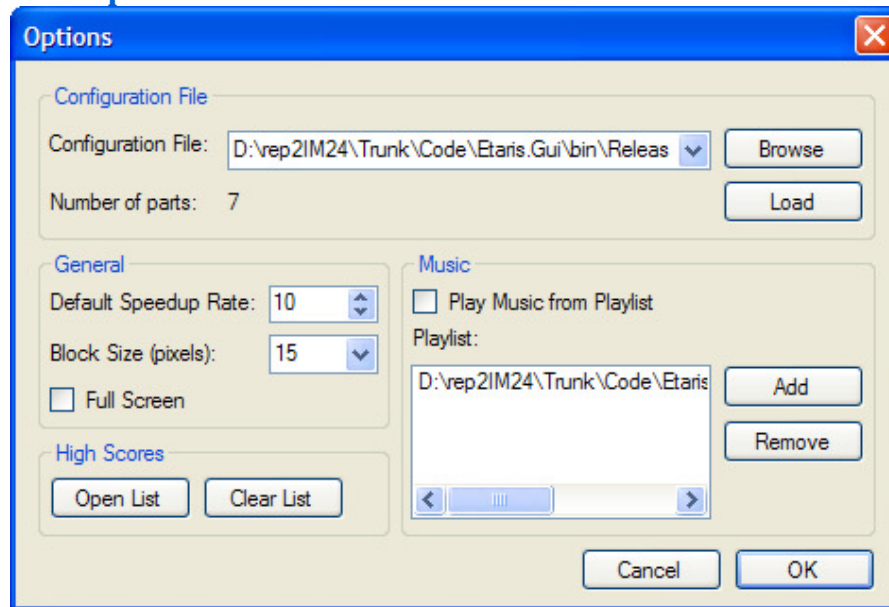 Options
Configuration File
Configuration File: D:\rep2IM24\Trunk\Code\Etaris.Gui\bin\Releas Browse
Number of parts: 7 Load
General
Default Speedup Rate: 10
Block Size (pixels): 15
Full Screen
High Scores
Open List Clear List
Music
Play Music from Playlist
Playlist:
D:\rep2IM24\Trunk\Code\Etaris
Add
Remove
Cancel OK